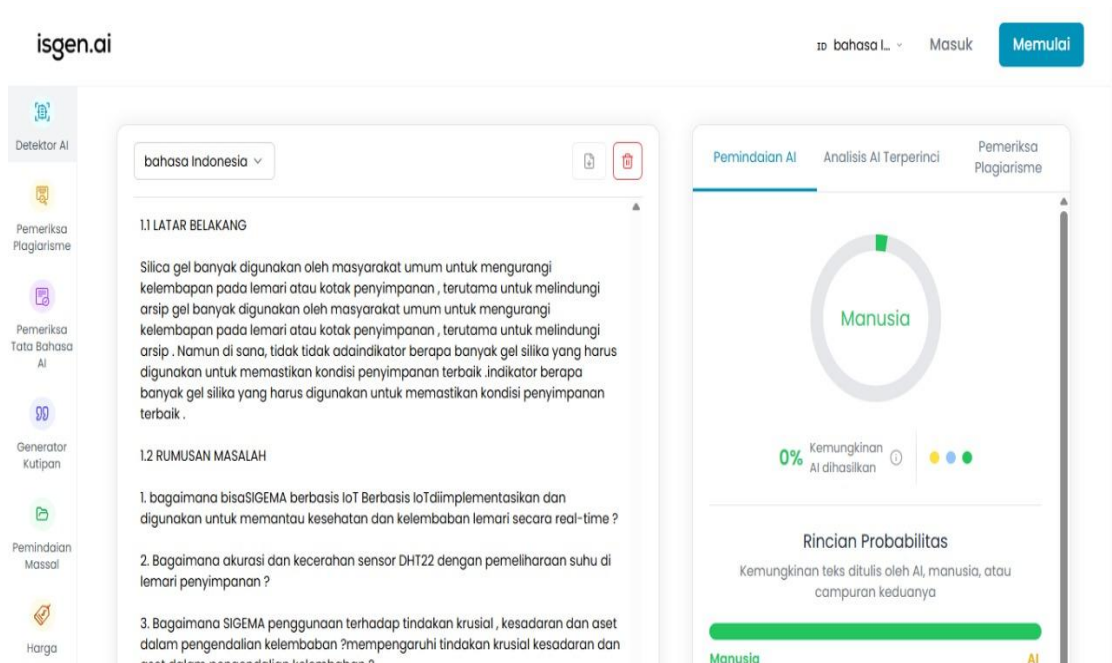 isgen.ai
ID bahasa I...
Masuk
Memulai
Detektor AI
Pemeriksa
Plagiarisme
Pemeriksa
Tata Bahasa
AI
Generator
Kutipan
Pemindaian
Massal
Harga
bahasa Indonesia
1.1 LATAR BELAKANG
Silica gel banyak digunakan oleh masyarakat umum untuk mengurangi
kelembapan pada lemari atau kotak penyimpanan , terutama untuk melindungi
arsip gel banyak digunakan oleh masyarakat umum untuk mengurangi
kelembapan pada lemari atau kotak penyimpanan , terutama untuk melindungi
arsip . Namun di sana, tidak tidak adaindikator berapa banyak gel silika yang harus
digunakan untuk memastikan kondisi penyimpanan terbaik .indikator berapa
banyak gel silika yang harus digunakan untuk memastikan kondisi penyimpanan
terbaik .
1.2 RUMUSAN MASALAH
1. bagaimana bisaSIGEMA berbasis IoT Berbasis IoTdiimplementasikan dan
digunakan untuk memantau kesehatan dan kelembaban lemari secara real-time ?
2. Bagaimana akurasi dan kecerahan sensor DHT22 dengan pemeliharaan suhu di
lemari penyimpanan ?
3. Bagaimana SIGEMA penggunaan terhadap tindakan krusial , kesadaran dan aset
dalam pengendalian kelembaban ?mempengaruhi tindakan krusial kesadaran dan
aset dalam pengendalian kelembaban ?
Pemindaian AI
Analisis AI Terperinci
Pemeriksa
Plagiarisme
Manusia
0%
Kemungkinan
AI dihasilkan
Rincian Probabilitas
Kemungkinan teks ditulis oleh AI, manusia, atau
campuran keduanya
Manusia
AI